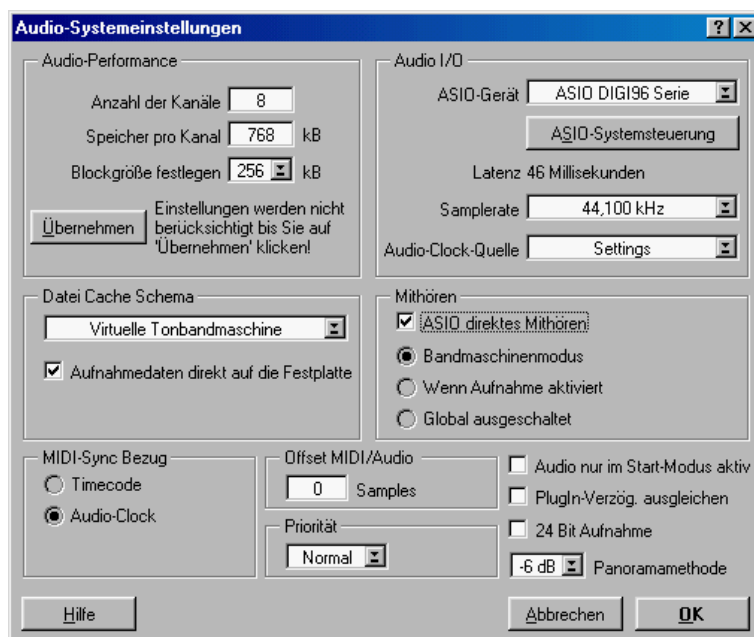 Audio-Systemeinstellungen
Audio-Performance
Anzahl der Kanäle 8
Speicher pro Kanal 768 kB
Blockgröße festlegen 256 kB
Übernehmen
Einstellungen werden nicht
berücksichtigt bis Sie auf
'Übernehmen' klicken!
Audio I/O
ASIO-Gerät ASIO DIGI96 Serie
ASIO-Systemsteuerung
Latenz 46 Millisekunden
Samplerate 44,100 kHz
Audio-Clock-Quelle Settings
Datei Cache Schema
Virtuelle Tonbandmaschine
Aufnahmedaten direkt auf die Festplatte
Mithören
ASIO direktes Mithören
Bandmaschinenmodus
Wenn Aufnahme aktiviert
Global ausgeschaltet
MIDI-Sync Bezug
Timecode
Audio-Clock
Offset MIDI/Audio
0 Samples
Priorität
Normal
Audio nur im Start-Modus aktiv
PlugIn-Verzög. ausgleichen
24 Bit Aufnahme
-6 dB Panoramamethode
Hilfe
Abbrechen
OK